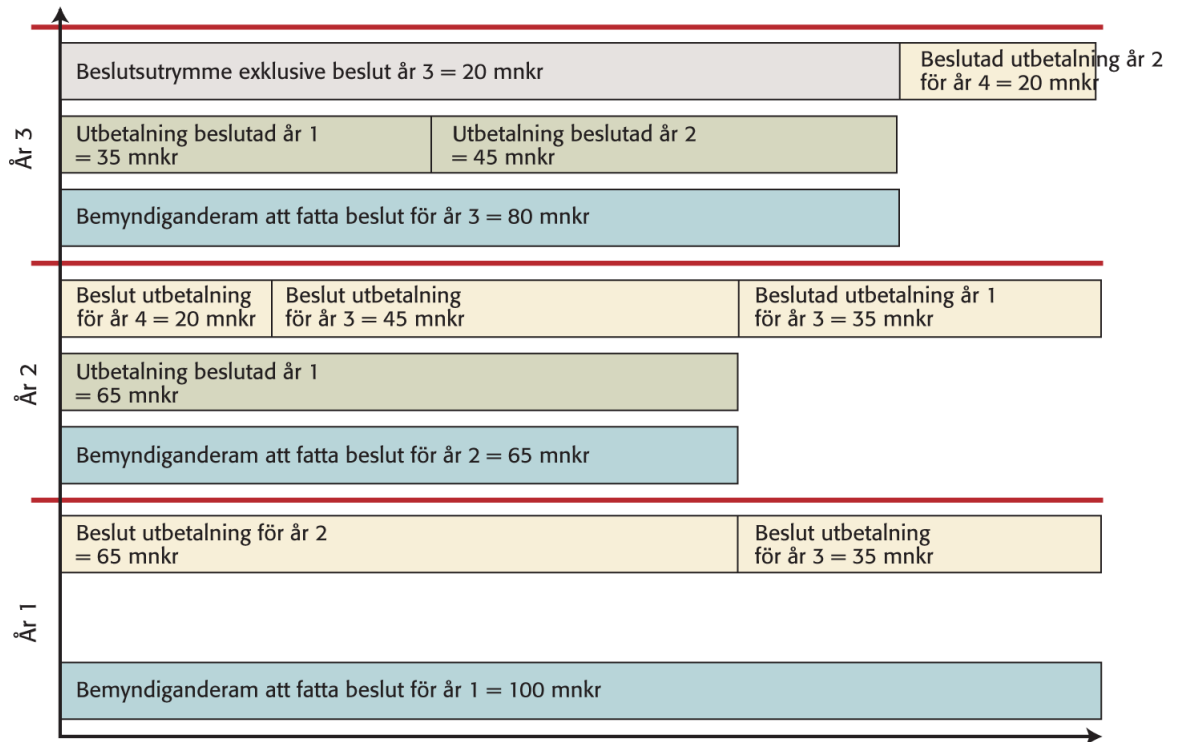 Beslutsutrymme exklusive beslut år 3 = 20 mnkr
Beslutad utbetalning år 2
för år 4 = 20 mnkr
År 3
Utbetalning beslutad år 1
= 35 mnkr
Utbetalning beslutad år 2
= 45 mnkr
Bemyndiganderam att fatta beslut för år 3 = 80 mnkr
Beslut utbetalning
för år 4 = 20 mnkr
Beslut utbetalning
för år 3 = 45 mnkr
Beslutad utbetalning år 1
för år 3 = 35 mnkr
År 2
Utbetalning beslutad år 1
= 65 mnkr
Bemyndiganderam att fatta beslut för år 2 = 65 mnkr
Beslut utbetalning för år 2
= 65 mnkr
Beslut utbetalning
för år 3 = 35 mnkr
År 1
Bemyndiganderam att fatta beslut för år 1 = 100 mnkr